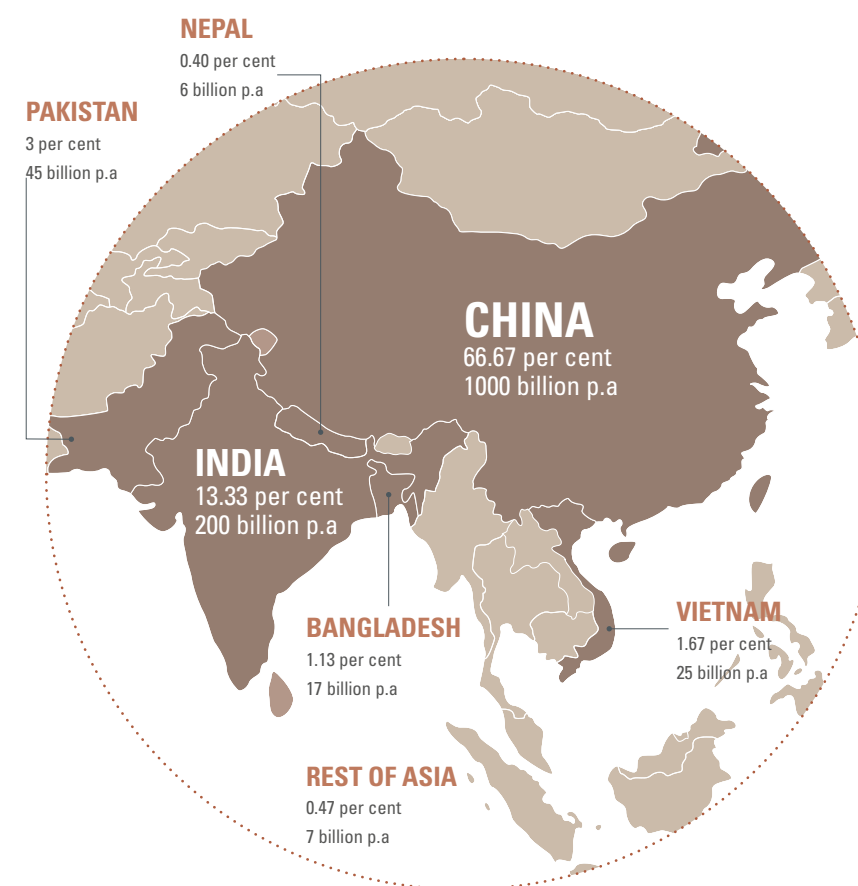 NEPAL
0.40 per cent
6 billion p.a
PAKISTAN
3 per cent
45 billion p.a
CHINA
66.67 per cent
1000 billion p.a
INDIA
13.33 per cent
200 billion p.a
BANGLADESH
1.13 per cent
17 billion p.a
VIETNAM
1.67 per cent
25 billion p.a
REST OF ASIA
0.47 per cent
7 billion p.a